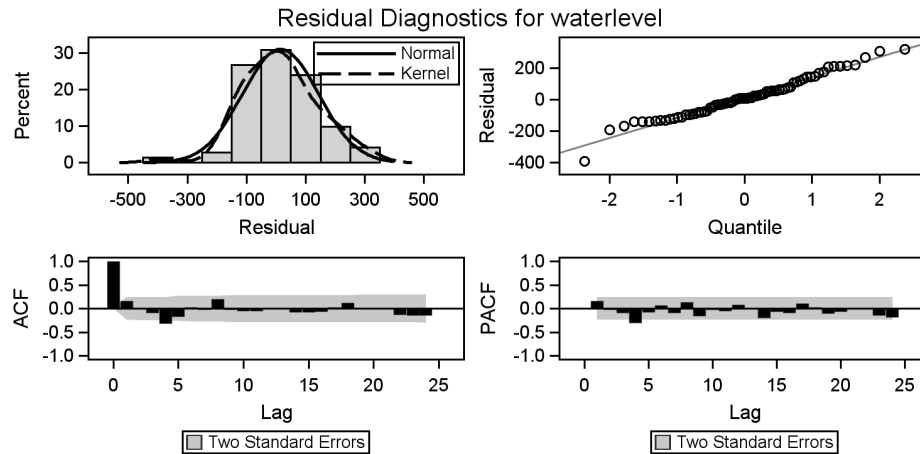 Residual Diagnostics for waterlevel
Percent
30
20
10
0
Normal
Kernel
-500 -300 -100 100 300 500
Residual
Residual
200
0
-200
-400
-2 -1 0 1 2
Quantile
ACF
1.0
0.5
0.0
-0.5
-1.0
0 5 10 15 20 25
Lag
Two Standard Errors
PACF
1.0
0.5
0.0
-0.5
-1.0
0 5 10 15 20 25
Lag
Two Standard Errors